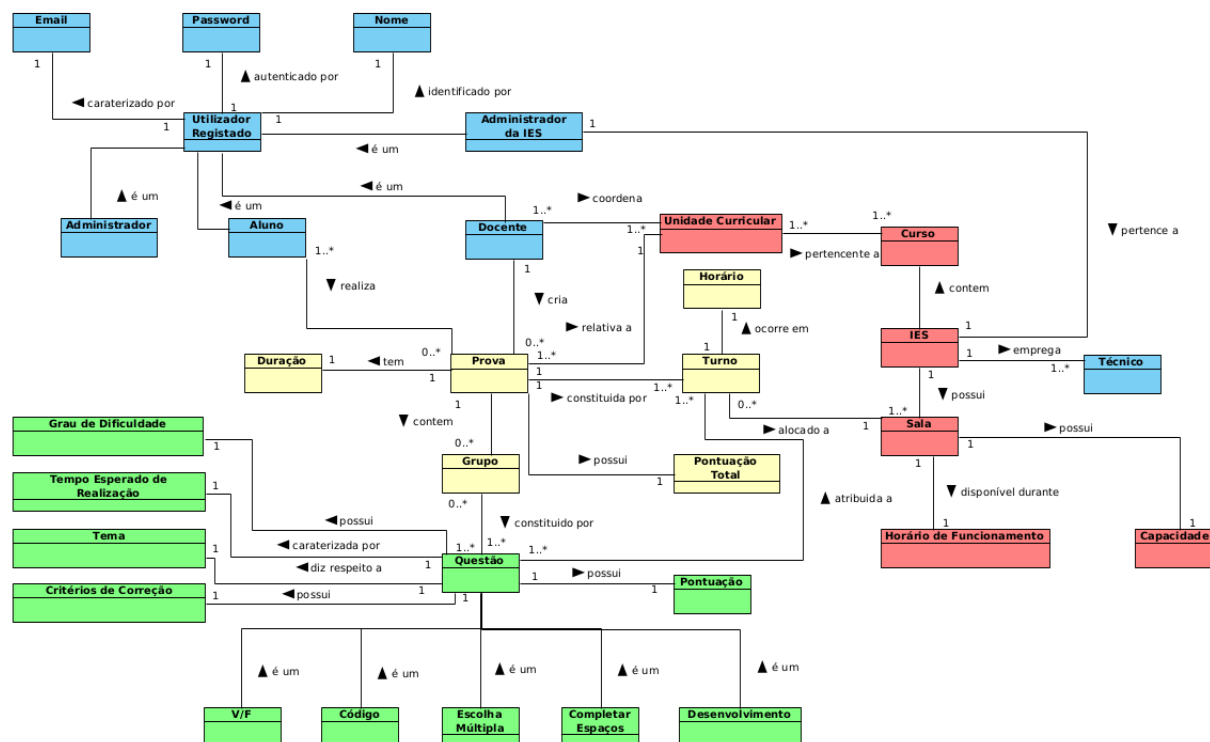 Email
Password
Nome
1
1
1
autenticado por
identificado por
caraterizado por
1
1
1
Utilizador
Registado
Administrador
da IES
1
é um
é um
é um
é um
coordena
Administrador
Aluno
Docente
Unidade Curricular
Curso
1..*
1..*
1..*
1..*
1..*
1
1
pertencente a
pertence a
realiza
cria
relativa a
Horário
1
ocorre em
1
contem
IES
1
1
1
emprega
1..*
Técnico
possui
1..*
Duração
1
tem
1
0..*
0..*
1..*
Prova
1
1
1
constituida por
1..*
1..*
Turno
0..*
alocado a
1
Sala
1
1
possui
contem
0..*
Grupo
0..*
possui
1
Pontuação
Total
atribuida a
disponível durante
1
1
Horário de Funcionamento
Capacidade
Grau de Dificuldade
1
Tempo Esperado de
Realização
1
Tema
1
Critérios de Correção
1
possui
caraterizada por
diz respeito a
possui
constituido por
1..*
1..*
1..*
1
1
1
1
Questão
possui
1
Pontuação
é um
é um
é um
é um
é um
V/F
Código
Escolha
Múltipla
Completar
Espaços
Desenvolvimento